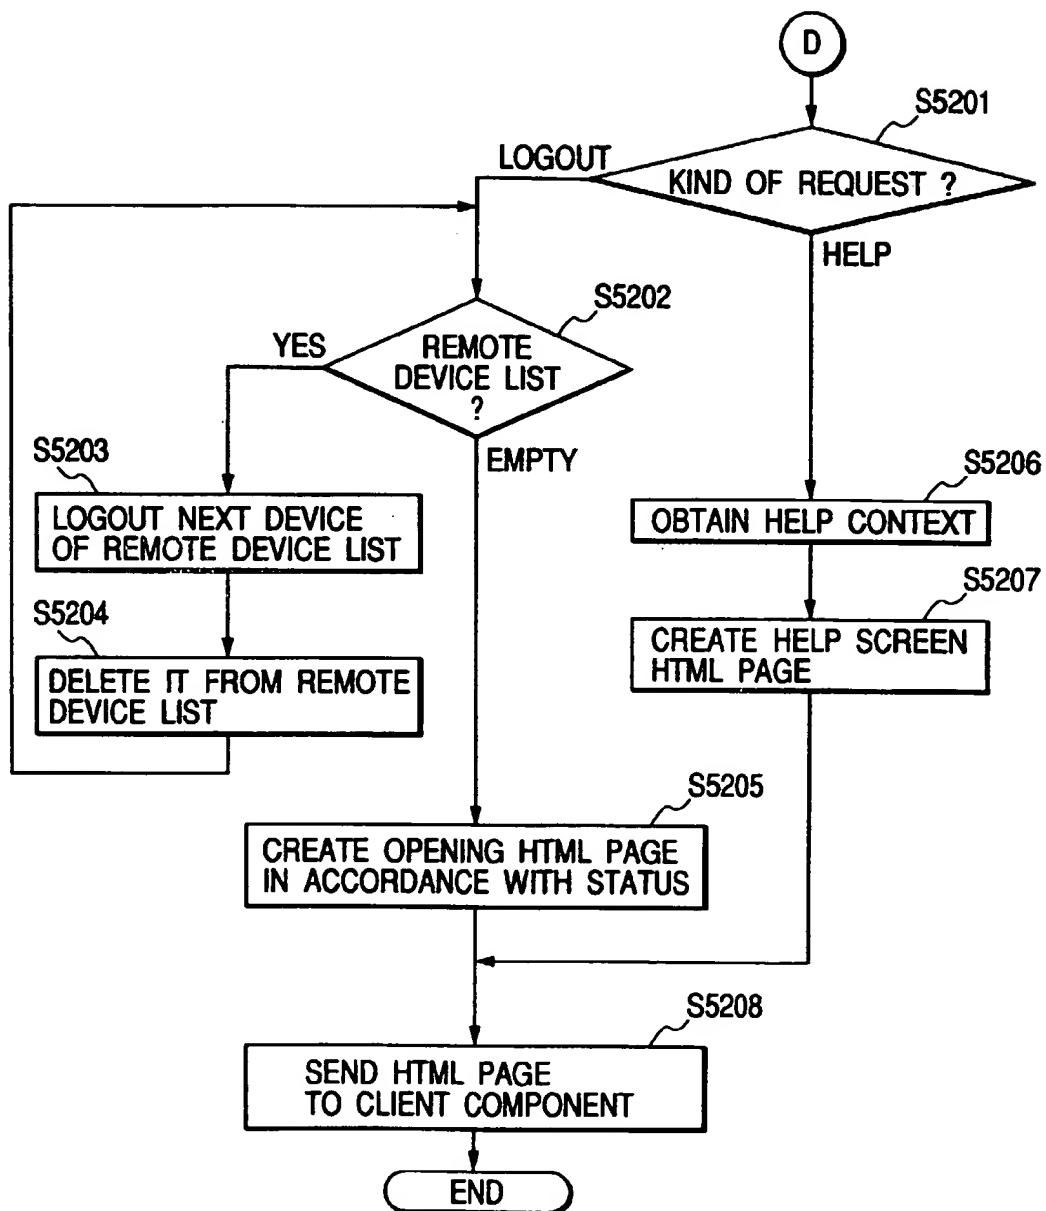 D
S5201
LOGOUT
KIND OF REQUEST ?
HELP
S5202
YES
REMOTE
DEVICE LIST
?
EMPTY
S5203
LOGOUT NEXT DEVICE
OF REMOTE DEVICE LIST
S5206
OBTAIN HELP CONTEXT
S5204
DELETE IT FROM REMOTE
DEVICE LIST
S5207
CREATE HELP SCREEN
HTML PAGE
S5205
CREATE OPENING HTML PAGE
IN ACCORDANCE WITH STATUS
S5208
SEND HTML PAGE
TO CLIENT COMPONENT
END